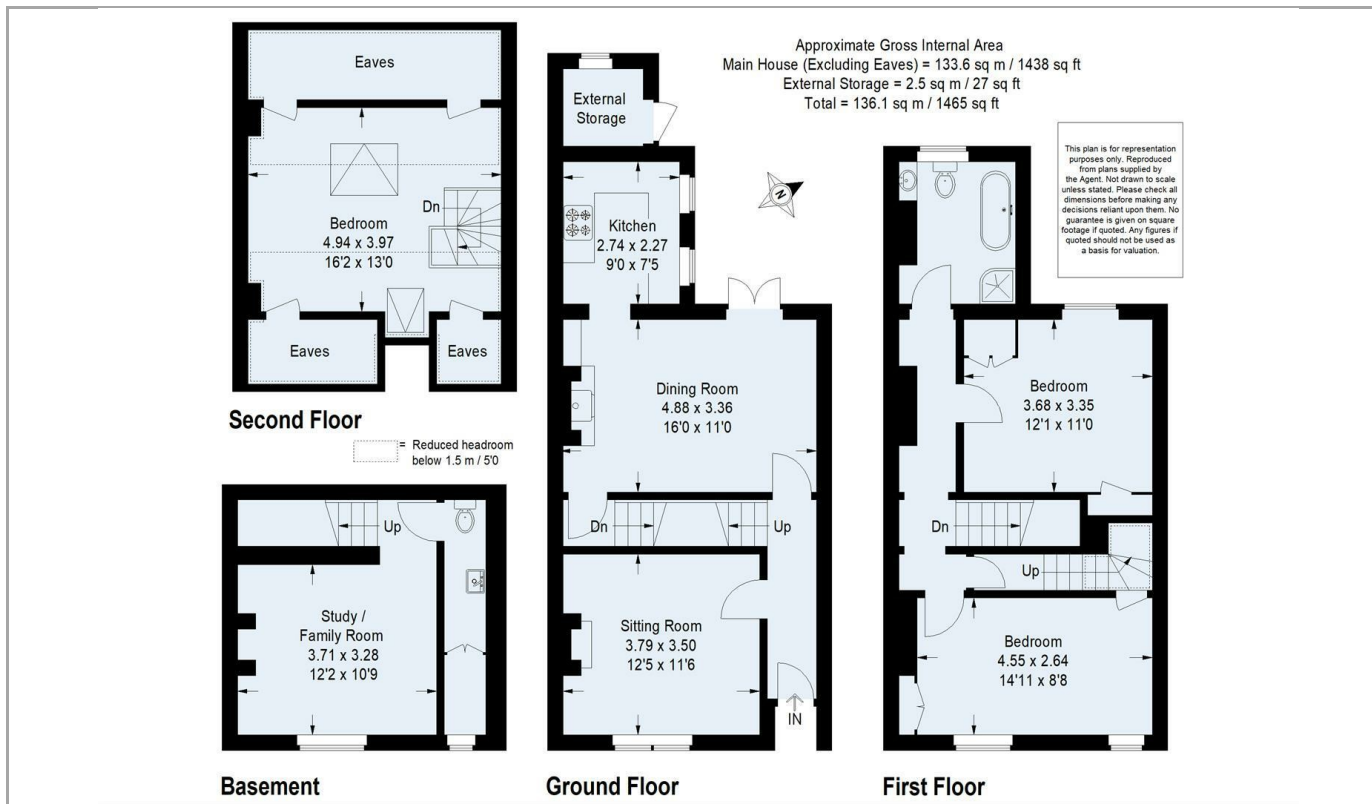 Approximate Gross Internal Area
Main House (Excluding Eaves) = 133.6 sq m / 1438 sq ft
External Storage = 2.5 sq m / 27 sq ft
Total = 136.1 sq m / 1465 sq ft
This plan is for representation
purposes only. Reproduced
from plans supplied by
the Agent. Not drawn to scale
unless stated. Please check all
dimensions before making any
decisions reliant upon them. No
guarantee is given on square
footage if quoted. Any figures if
quoted should not be used as
a basis for valuation.
Eaves
Dn
Bedroom
4.94 x 3.97
16'2 x 13'0
Eaves
Eaves
Second Floor
= Reduced headroom
below 1.5 m / 5'0
Up
Study /
Family Room
3.71 x 3.28
12'2 x 10'9
Basement
External
Storage
N
Kitchen
2.74 x 2.27
9'0 x 7'5
Dining Room
4.88 x 3.36
16'0 x 11'0
Dn
Up
Sitting Room
3.79 x 3.50
12'5 x 11'6
IN
Ground Floor
Bedroom
3.68 x 3.35
12'1 x 11'0
Dn
Up
Bedroom
4.55 x 2.64
14'11 x 8'8
First Floor